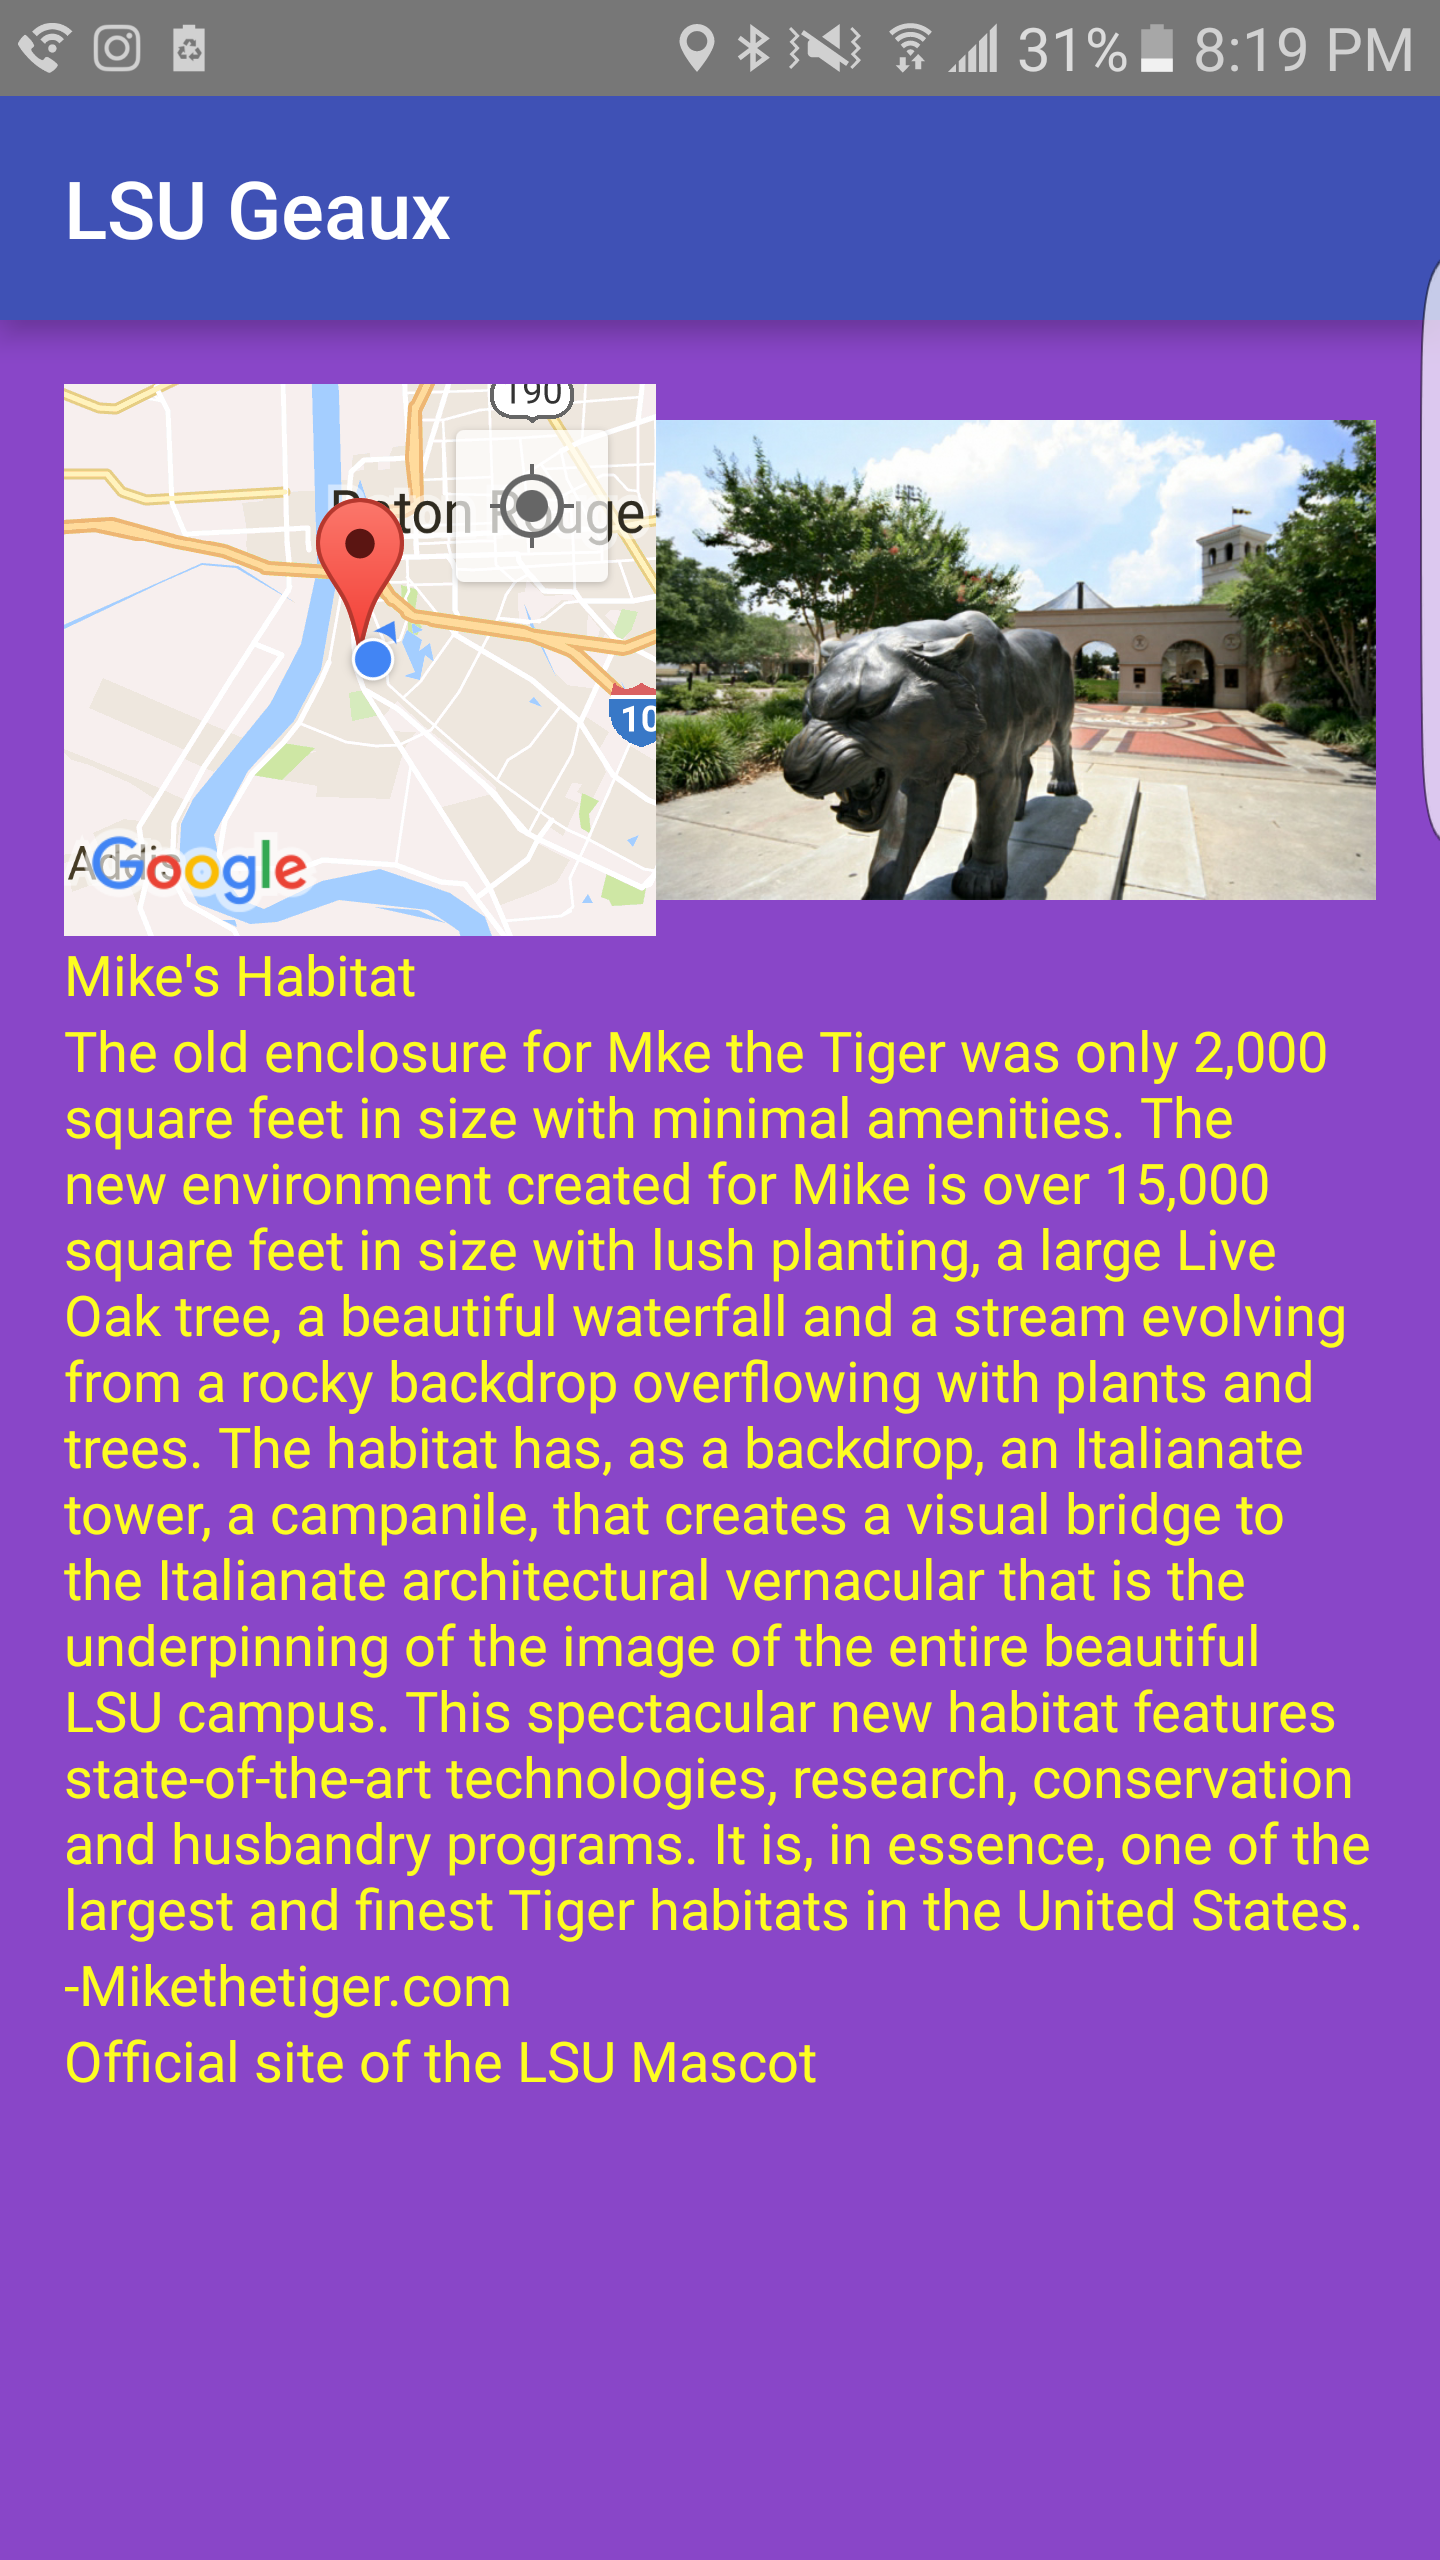 31% 8:19 PM
LSU Geaux
190
Baton Rouge
10
Addis
Google
Mike's Habitat
The old enclosure for Mke the Tiger was only 2,000
square feet in size with minimal amenities. The
new environment created for Mike is over 15,000
square feet in size with lush planting, a large Live
Oak tree, a beautiful waterfall and a stream evolving
from a rocky backdrop overflowing with plants and
trees. The habitat has, as a backdrop, an Italianate
tower, a campanile, that creates a visual bridge to
the Italianate architectural vernacular that is the
underpinning of the image of the entire beautiful
LSU campus. This spectacular new habitat features
state-of-the-art technologies, research, conservation
and husbandry programs. It is, in essence, one of the
largest and finest Tiger habitats in the United States.
-Mikethetiger.com
Official site of the LSU Mascot